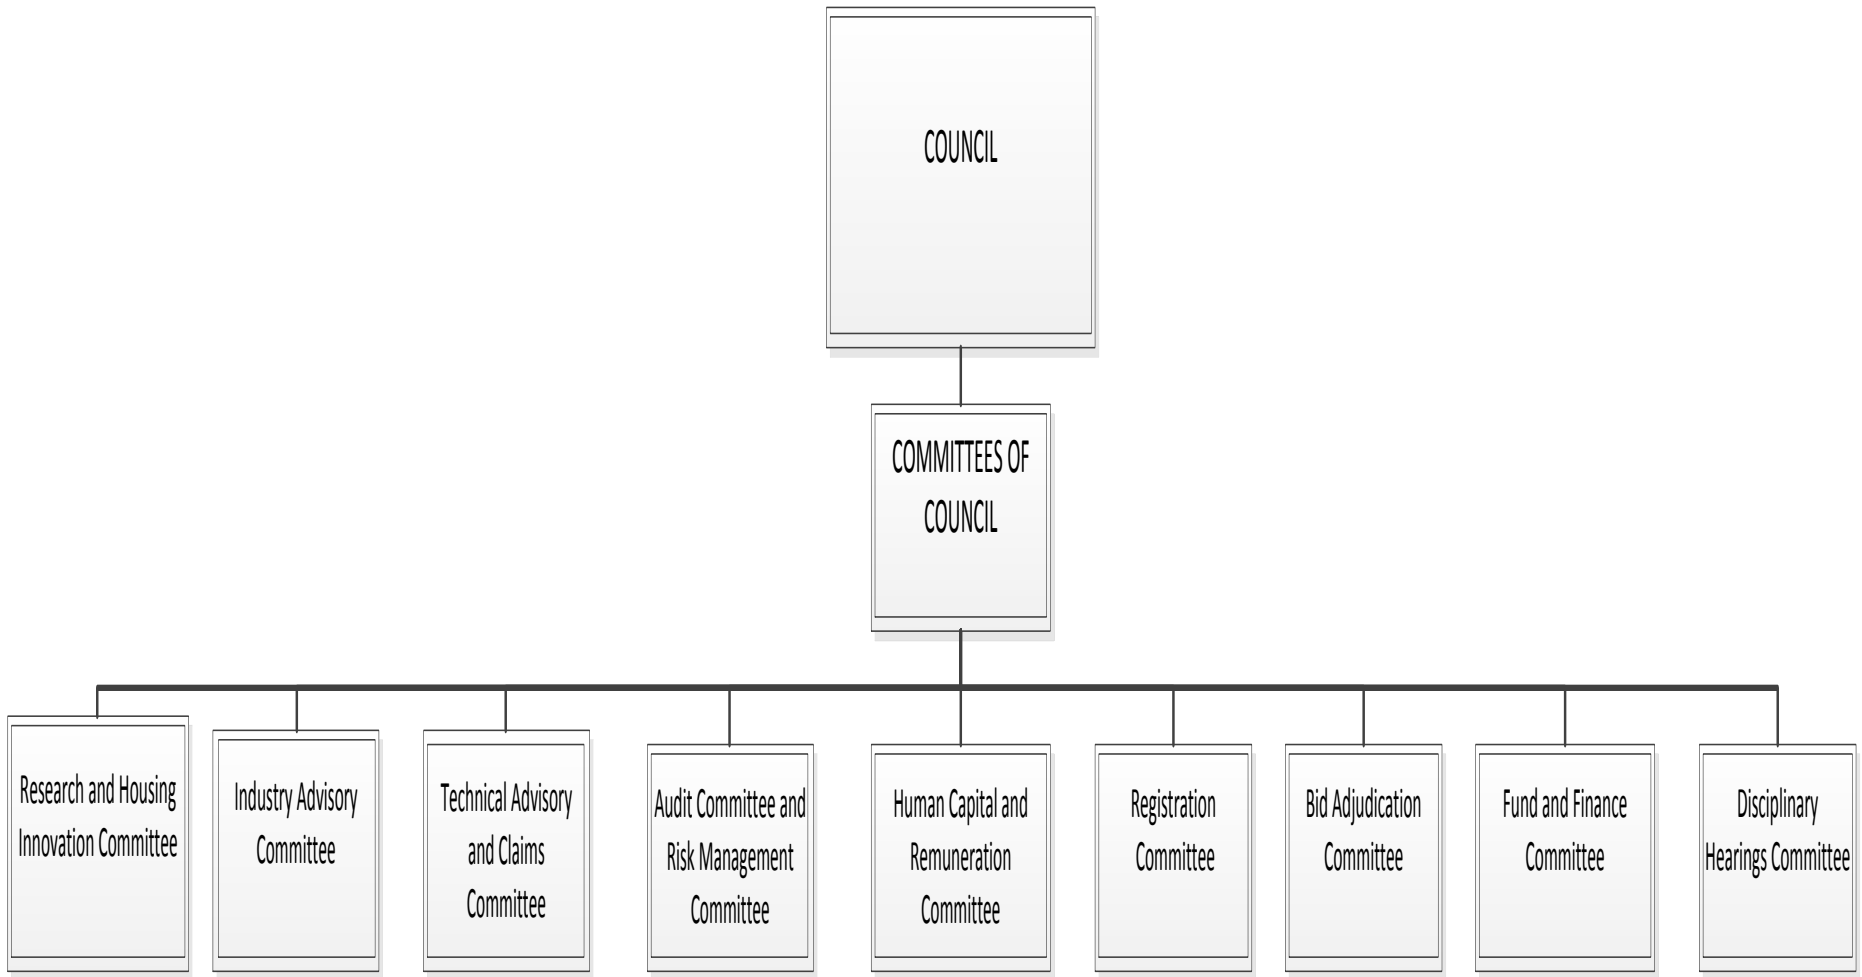 COUNCIL
COMMITTEES OF
COUNCIL
Research and Housing
Innovation Committee
Industry Advisory
Committee
Technical Advisory
and Claims
Committee
Audit Committee and
Risk Management
Committee
Human Capital and
Remuneration
Committee
Registration
Committee
Bid Adjudication
Committee
Fund and Finance
Committee
Disciplinary
Hearings Committee